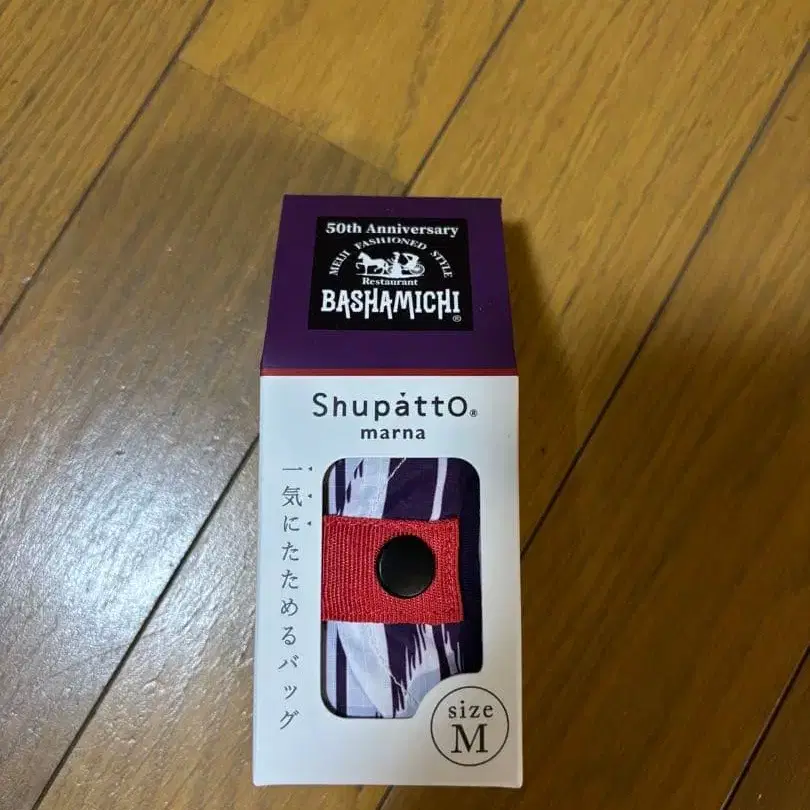 50th Anniversary
MEIJI FASHIONED STYLE
Restaurant
BASHAMICHI®
Shupatto®
marna
一気にたためるバッグ
size
M